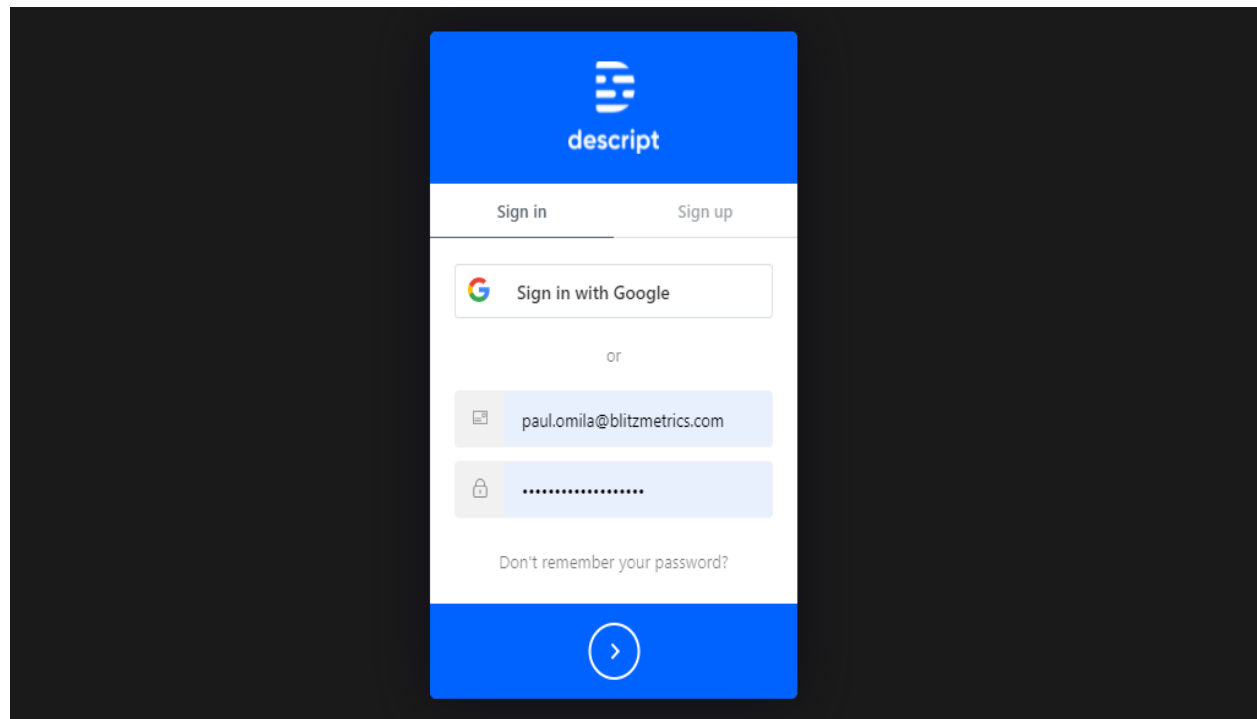 descript
Sign in Sign up
Sign in with Google
or
paul.omila@blitzmetrics.com
••••••••••••••••••••
Don't remember your password?